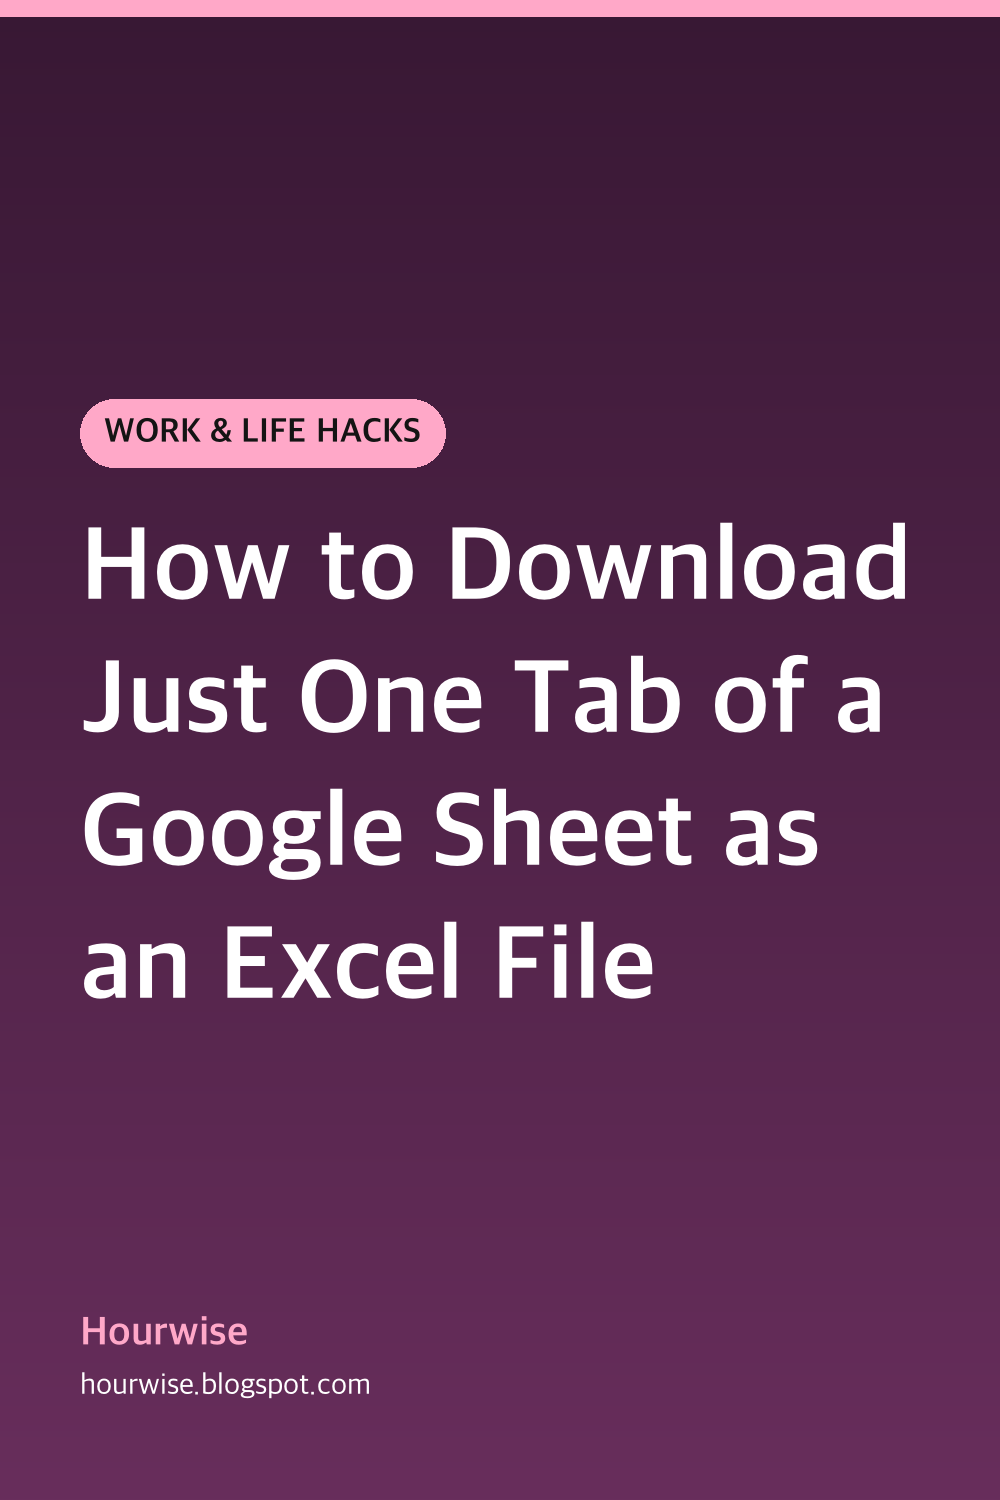 WORK & LIFE HACKS
How to Download
Just One Tab of a
Google Sheet as
an Excel File
Hourwise
hourwise.blogspot.com